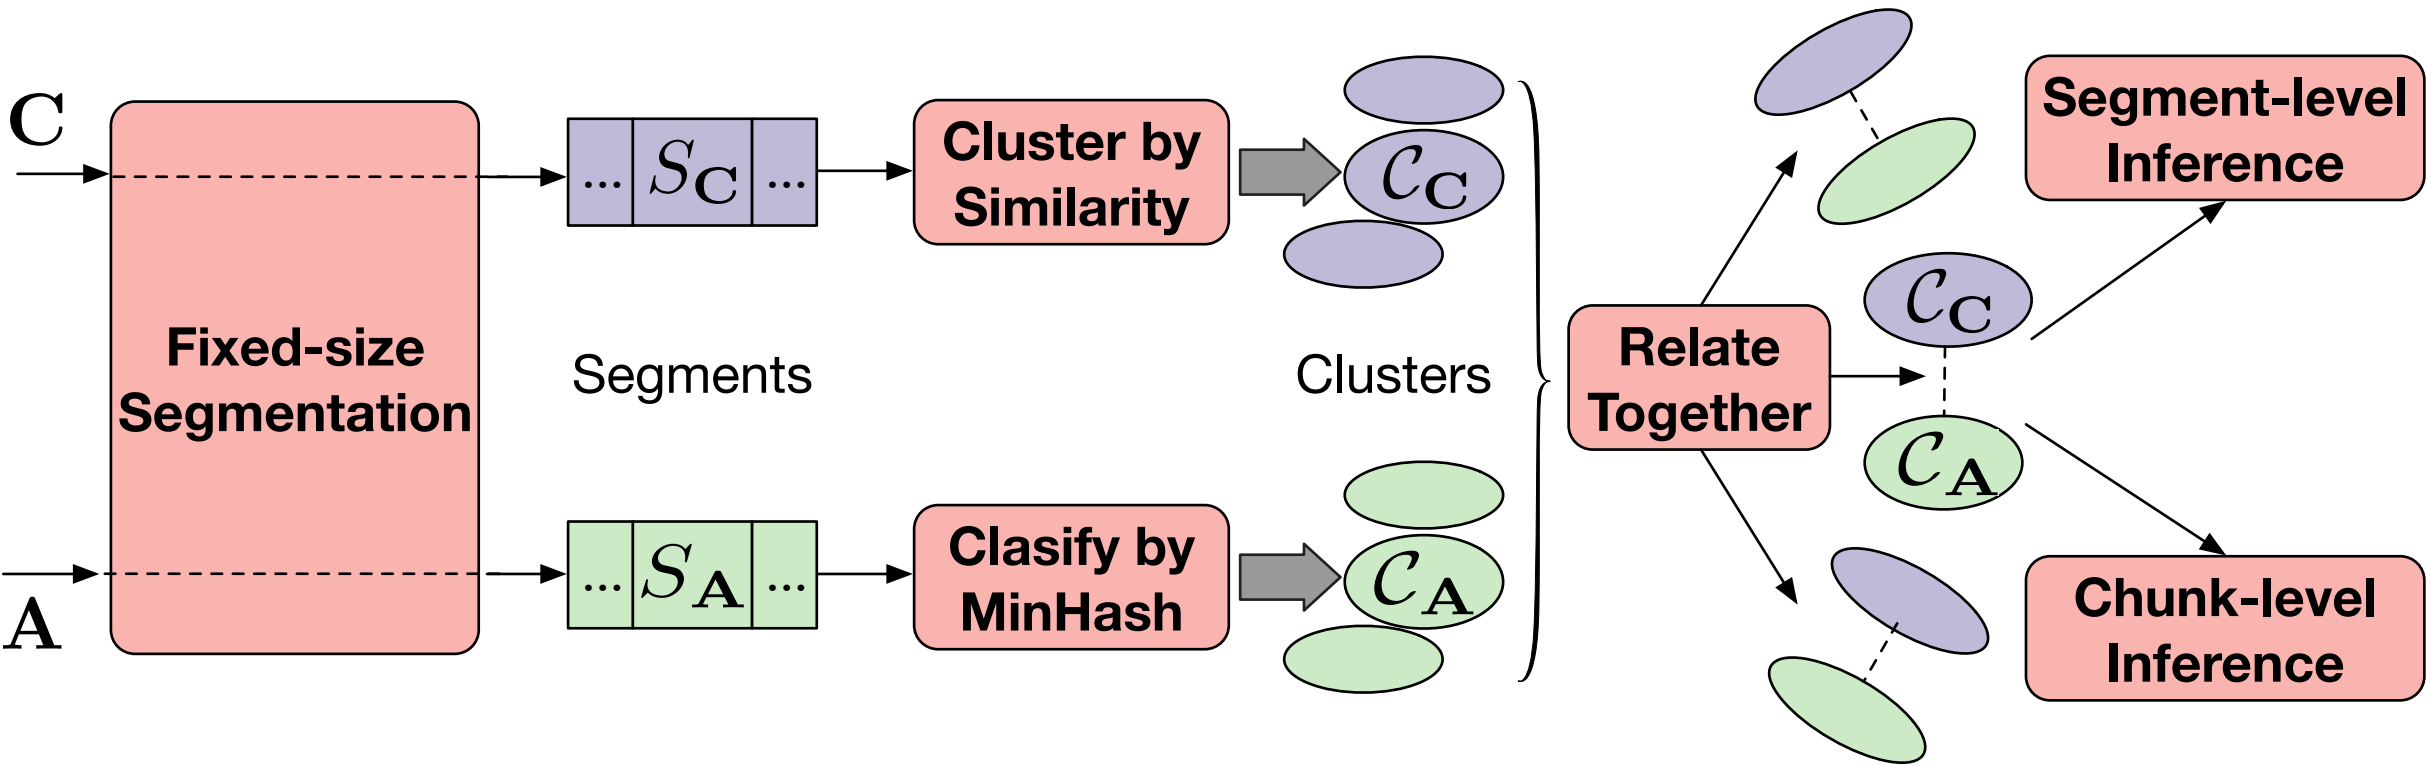 C
A
Fixed-size
Segmentation
... S_C ...
Segments
... S_A ...
Cluster by
Similarity
Clasify by
MinHash
C_C
Clusters
C_A
Relate
Together
C_C
C_A
Segment-level
Inference
Chunk-level
Inference